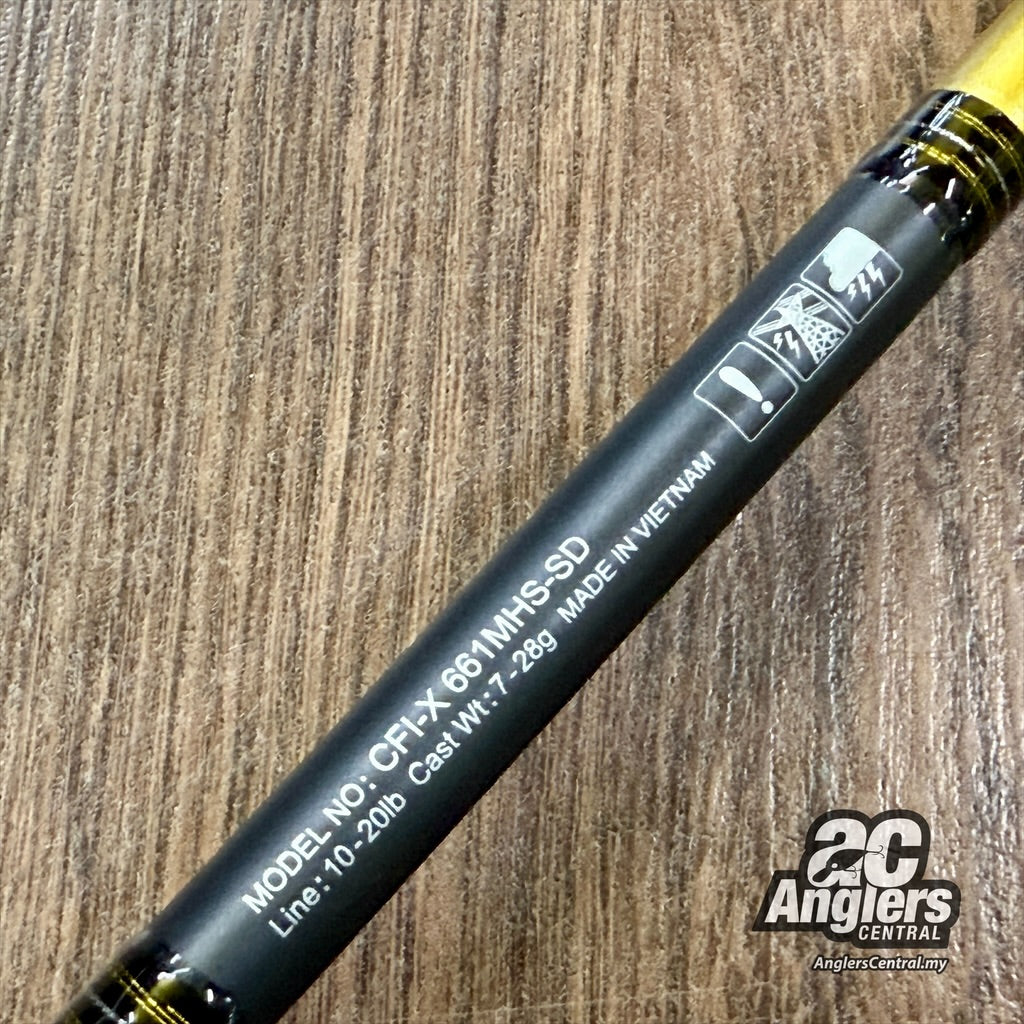 MODEL NO: CFI-X 661MHS-SD
Line: 10-20lb Cast Wt: 7-28g MADE IN VIETNAM
ac
Anglers
CENTRAL
AnglersCentral.my